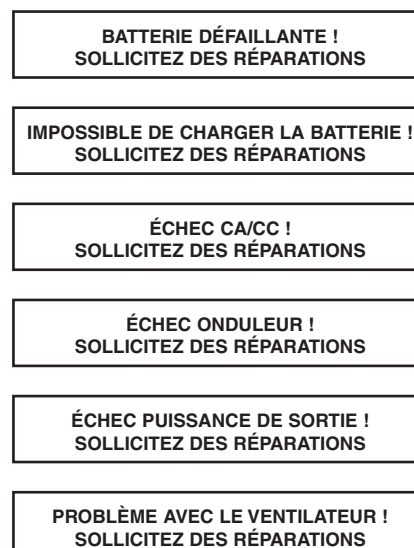 BATTERIE DÉFAILLANTE !
SOLLICITEZ DES RÉPARATIONS
IMPOSSIBLE DE CHARGER LA BATTERIE !
SOLLICITEZ DES RÉPARATIONS
ÉCHEC CA/CC !
SOLLICITEZ DES RÉPARATIONS
ÉCHEC ONDULEUR !
SOLLICITEZ DES RÉPARATIONS
ÉCHEC PUISSANCE DE SORTIE !
SOLLICITEZ DES RÉPARATIONS
PROBLÈME AVEC LE VENTILATEUR !
SOLLICITEZ DES RÉPARATIONS